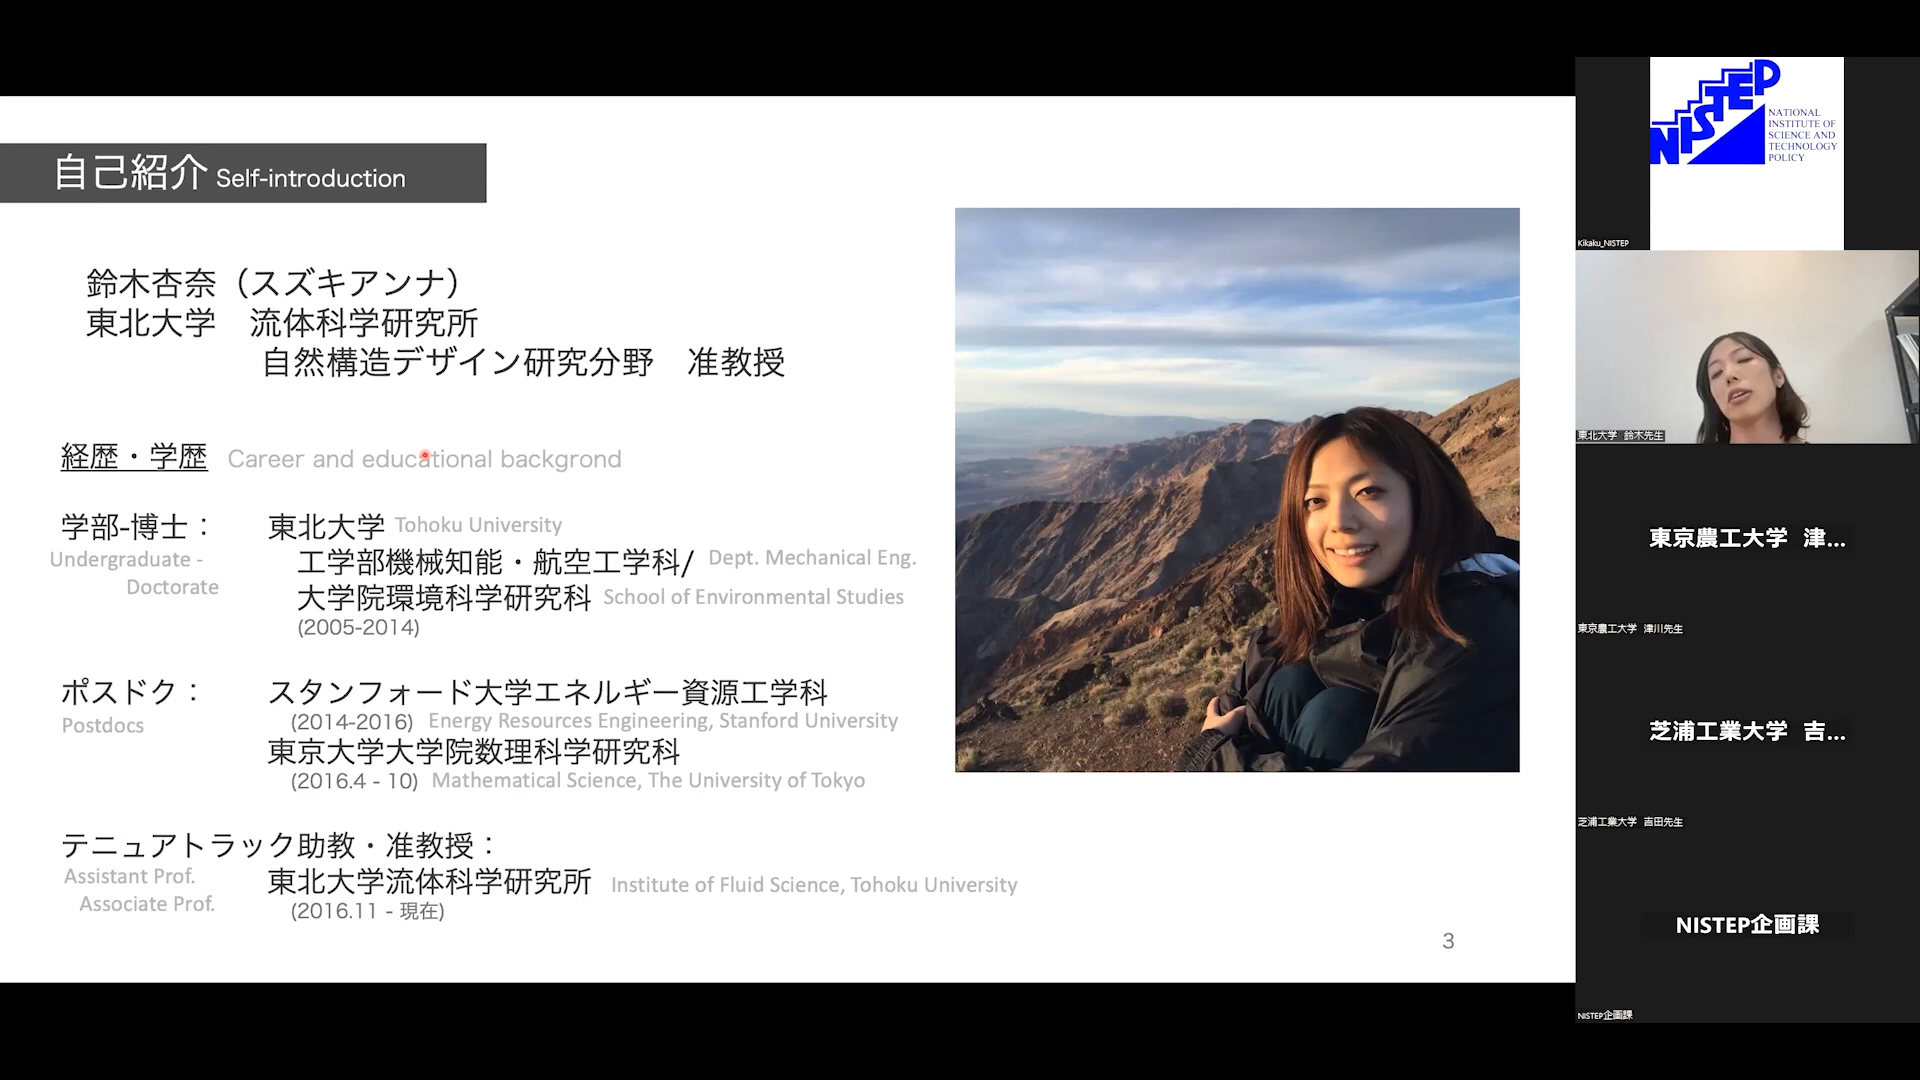 自己紹介 Self-introduction
鈴木杏奈（スズキアンナ）
東北大学　流体科学研究所
自然構造デザイン研究分野　准教授
経歴・学歴 Career and educational backgrond
学部-博士： 東北大学 Tohoku University
Undergraduate -
Doctorate
工学部機械知能・航空工学科/ Dept. Mechanical Eng.
大学院環境科学研究科 School of Environmental Studies
(2005-2014)
ポスドク： スタンフォード大学エネルギー資源工学科
Postdocs
(2014-2016) Energy Resources Engineering, Stanford University
東京大学大学院数理科学研究科
(2016.4 - 10) Mathematical Science, The University of Tokyo
テニュアトラック助教・准教授：
Assistant Prof.
Associate Prof.
東北大学流体科学研究所 Institute of Fluid Science, Tohoku University
(2016.11 - 現在)
3
NISTEP
NATIONAL
INSTITUTE OF
SCIENCE AND
TECHNOLOGY
POLICY
Kikaku_NISTEP
東北大学 鈴木先生
東京農工大学 津...
東京農工大学 津川先生
芝浦工業大学 吉...
芝浦工業大学 吉田先生
NISTEP企画課
NISTEP企画課